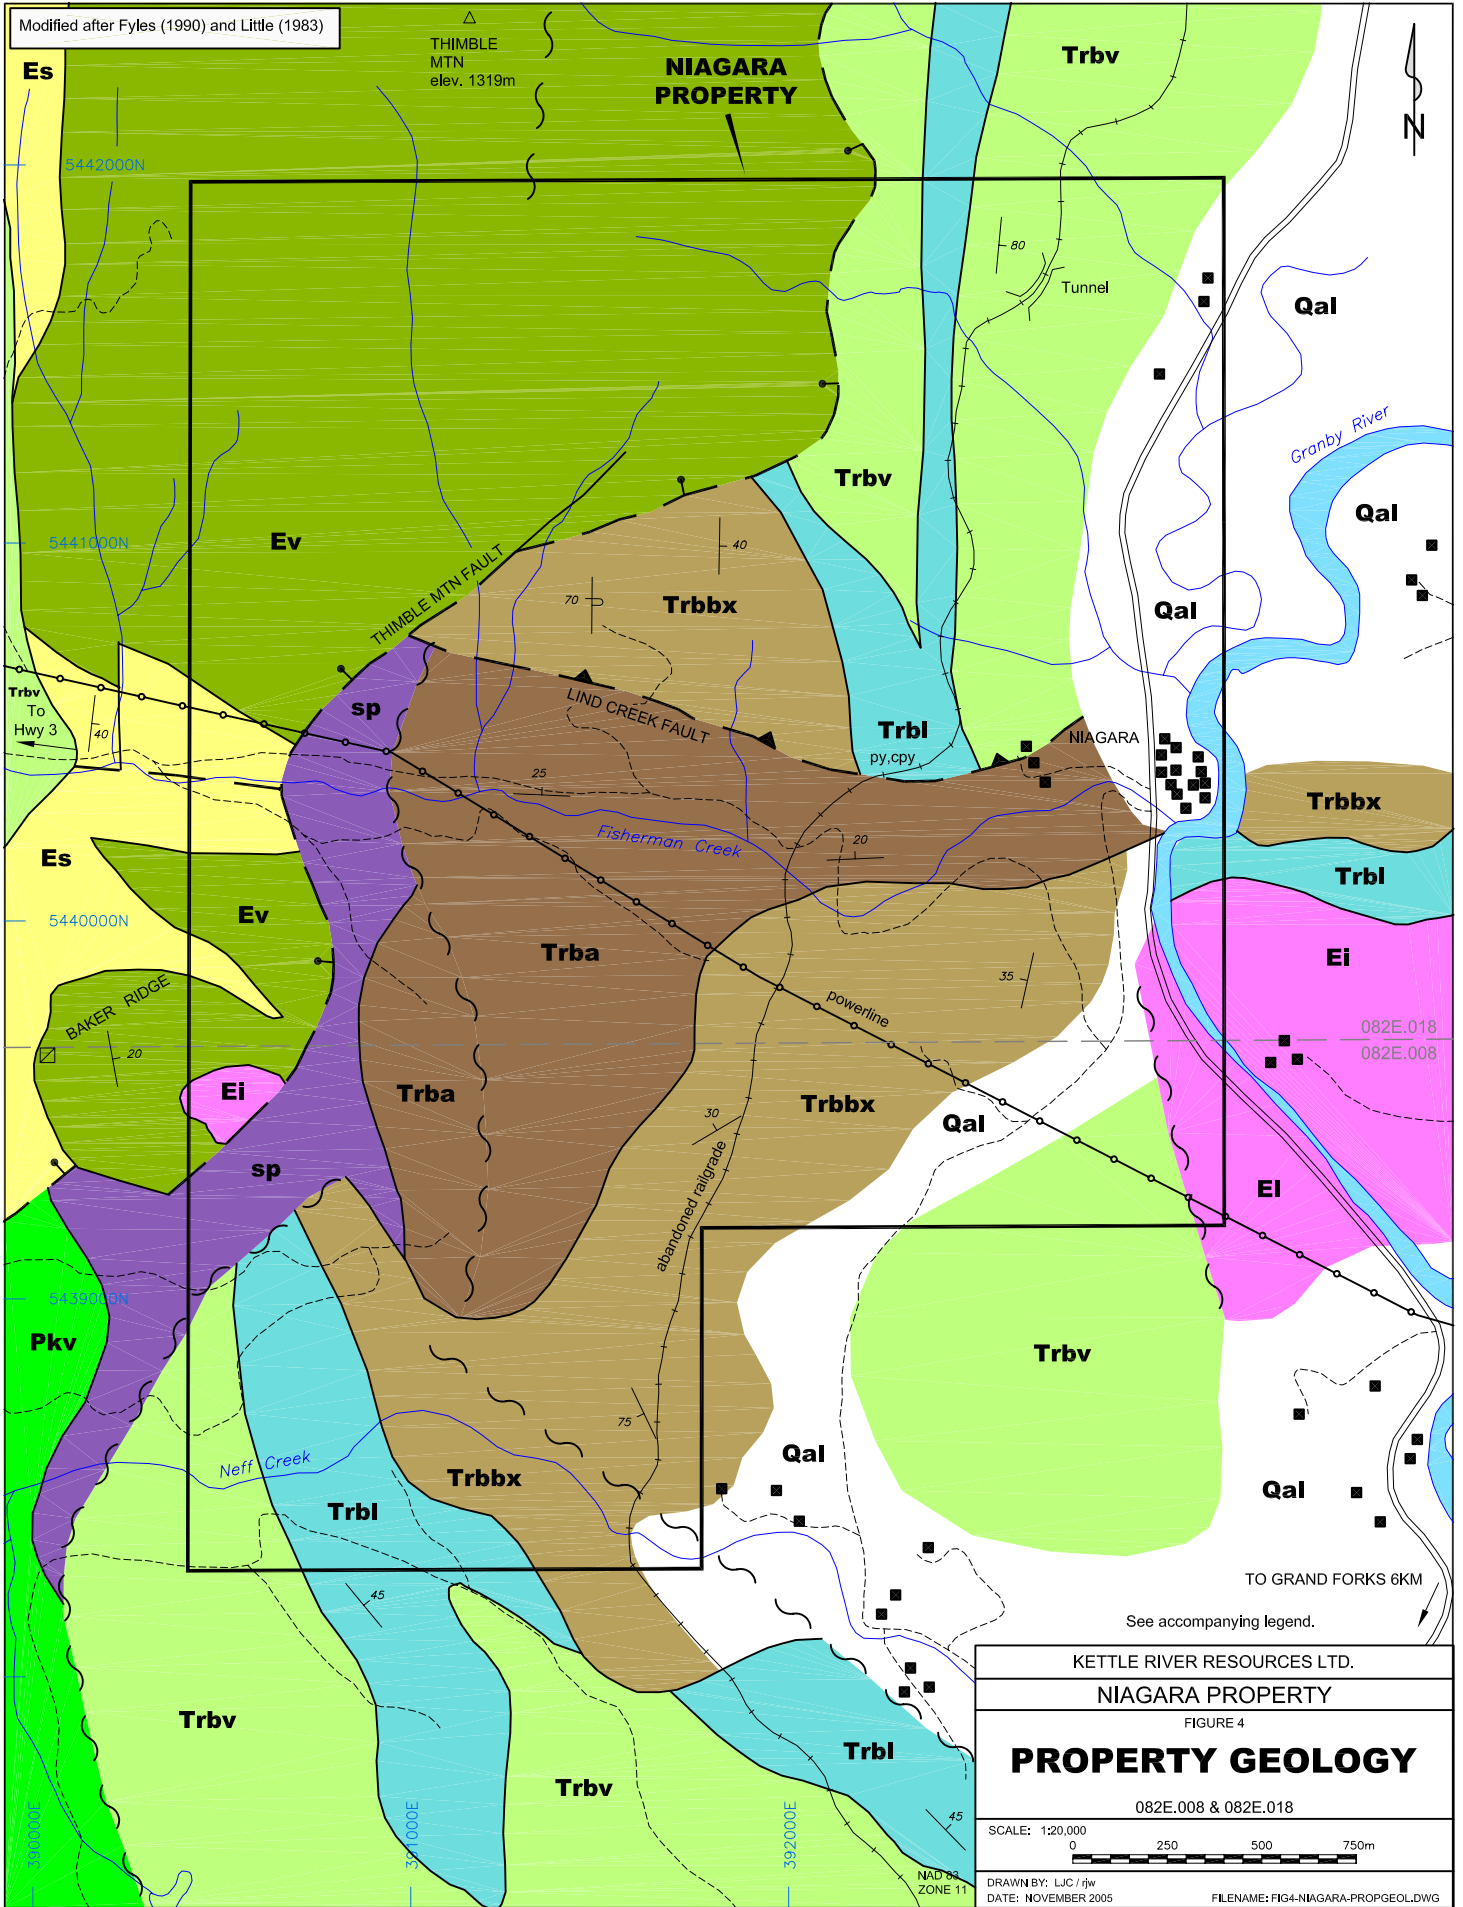 Modified after Fyles (1990) and Little (1983)
THIMBLE
MTN
elev. 1319m
NIAGARA
PROPERTY
Trbv
N
Es
5442000N
80
Tunnel
Qal
Granby River
Trbv
Qal
5441000N
Ev
THIMBLE MTN FAULT
40
70
Trbbx
Qal
Trbv
To
Hwy 3
40
sp
LIND CREEK FAULT
Trbl
py,cpy
NIAGARA
25
Trbbx
Fisherman Creek
20
Es
Trbl
5440000N
Ev
Trba
Ei
35
BAKER RIDGE
powerline
082E.018
082E.008
20
Ei
Trba
Trbbx
30
Qal
sp
abandoned railgrade
EI
5439000N
Pkv
Trbv
75
Neff Creek
Trbbx
Qal
Trbl
Qal
45
TO GRAND FORKS 6KM
See accompanying legend.
Trbv
Trbl
Trbv
45
390000E
391000E
392000E
NAD 83
ZONE 11
KETTLE RIVER RESOURCES LTD.
NIAGARA PROPERTY
FIGURE 4
PROPERTY GEOLOGY
082E.008 & 082E.018
SCALE: 1:20,000
0 250 500 750m
DRAWN BY: LJC / rjw
DATE: NOVEMBER 2005
FILENAME: FIG4-NIAGARA-PROPGEOL.DWG